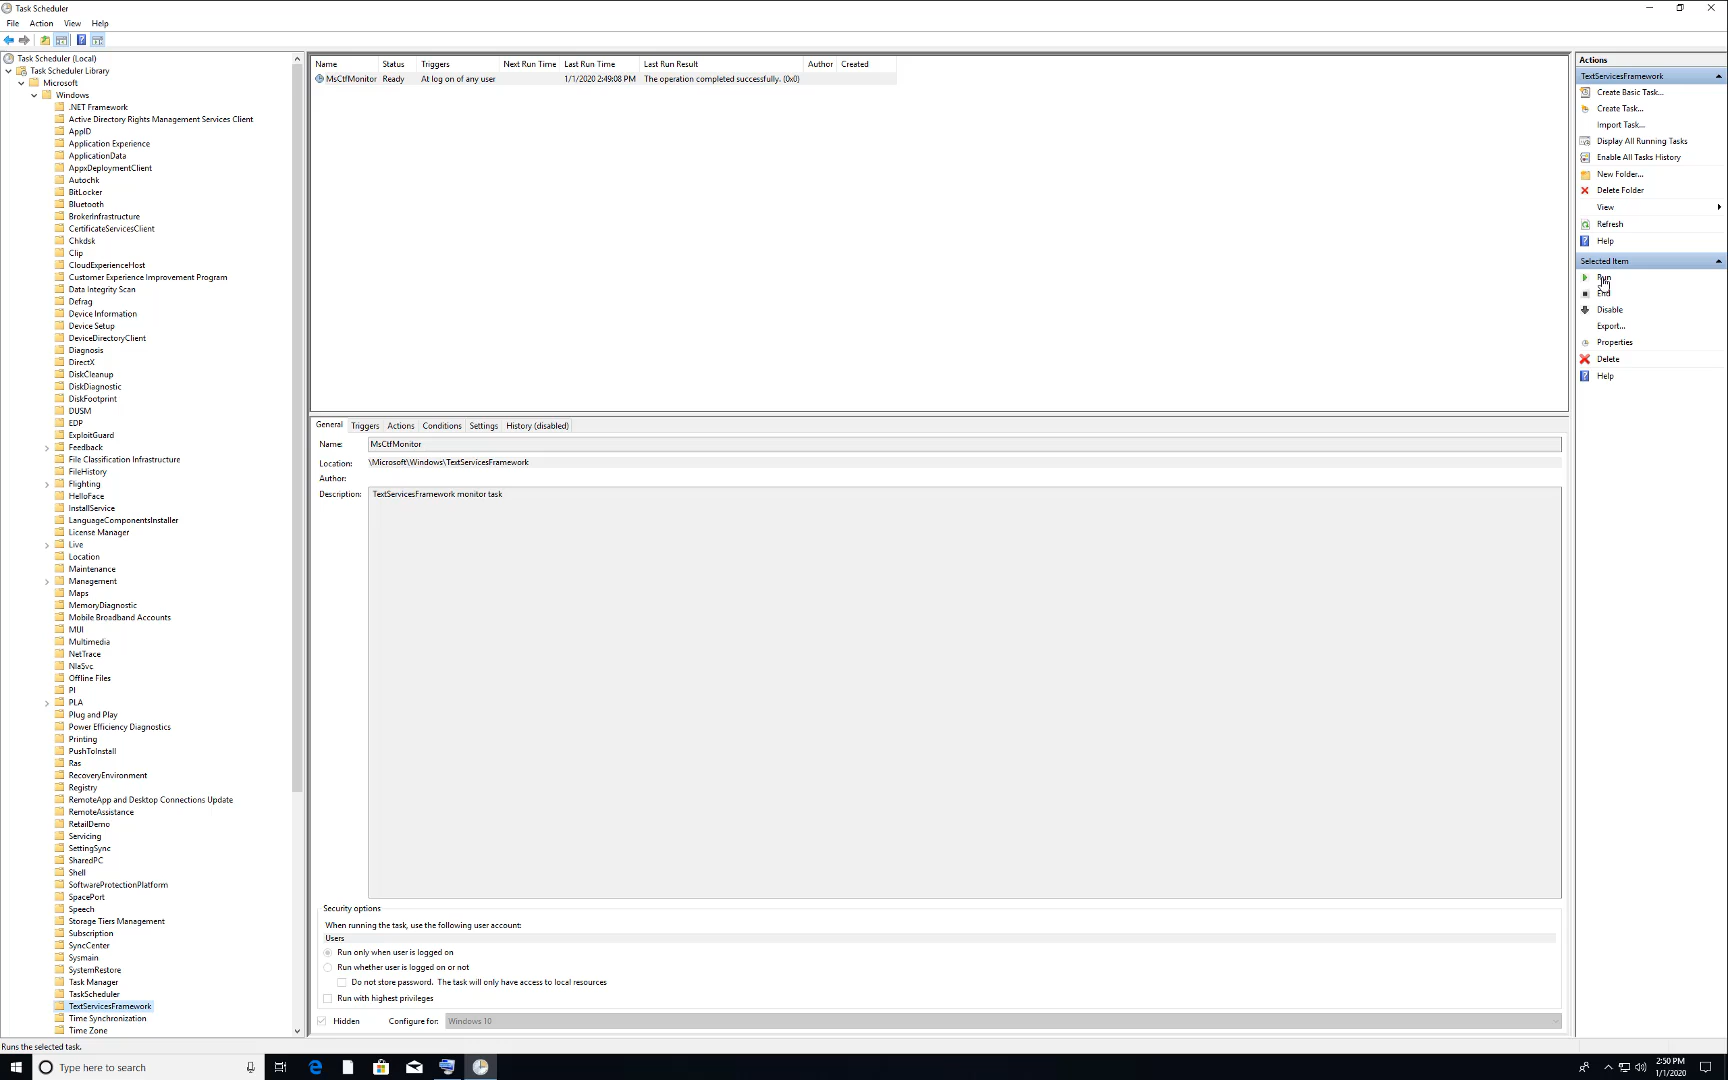 Task Scheduler
File Action View Help
Task Scheduler (Local)
Task Scheduler Library
Microsoft
Windows
.NET Framework
Active Directory Rights Management Services Client
AppID
Application Experience
ApplicationData
AppxDeploymentClient
Autochk
BitLocker
Bluetooth
BrokerInfrastructure
CertificateServicesClient
Chkdsk
Clip
CloudExperienceHost
Customer Experience Improvement Program
Data Integrity Scan
Defrag
Device Information
Device Setup
DeviceDirectoryClient
Diagnosis
DirectX
DiskCleanup
DiskDiagnostic
DiskFootprint
DUSM
EDP
ExploitGuard
Feedback
File Classification Infrastructure
FileHistory
Flighting
HelloFace
InstallService
LanguageComponentsInstaller
License Manager
Live
Location
Maintenance
Management
Maps
MemoryDiagnostic
Mobile Broadband Accounts
MUI
Multimedia
NetTrace
NlaSvc
Offline Files
PI
PLA
Plug and Play
Power Efficiency Diagnostics
Printing
PushToInstall
Ras
RecoveryEnvironment
Registry
RemoteApp and Desktop Connections Update
RemoteAssistance
RetailDemo
Servicing
SettingSync
SharedPC
Shell
SoftwareProtectionPlatform
SpacePort
Speech
Storage Tiers Management
Subscription
SyncCenter
Sysmain
SystemRestore
Task Manager
TaskScheduler
TextServicesFramework
Time Synchronization
Time Zone
Name Status Triggers Next Run Time Last Run Time Last Run Result Author Created
MsCtfMonitor Ready At log on of any user 1/1/2020 2:49:08 PM The operation completed successfully. (0x0)
General Triggers Actions Conditions Settings History (disabled)
Name: MsCtfMonitor
Location: \Microsoft\Windows\TextServicesFramework
Author:
Description: TextServicesFramework monitor task
Security options
When running the task, use the following user account:
Users
Run only when user is logged on
Run whether user is logged on or not
Do not store password. The task will only have access to local resources
Run with highest privileges
Hidden Configure for: Windows 10
Actions
TextServicesFramework
Create Basic Task...
Create Task...
Import Task...
Display All Running Tasks
Enable All Tasks History
New Folder...
Delete Folder
View
Refresh
Help
Selected Item
Run
End
Disable
Export...
Properties
Delete
Help
Runs the selected task.
Type here to search
2:50 PM
1/1/2020